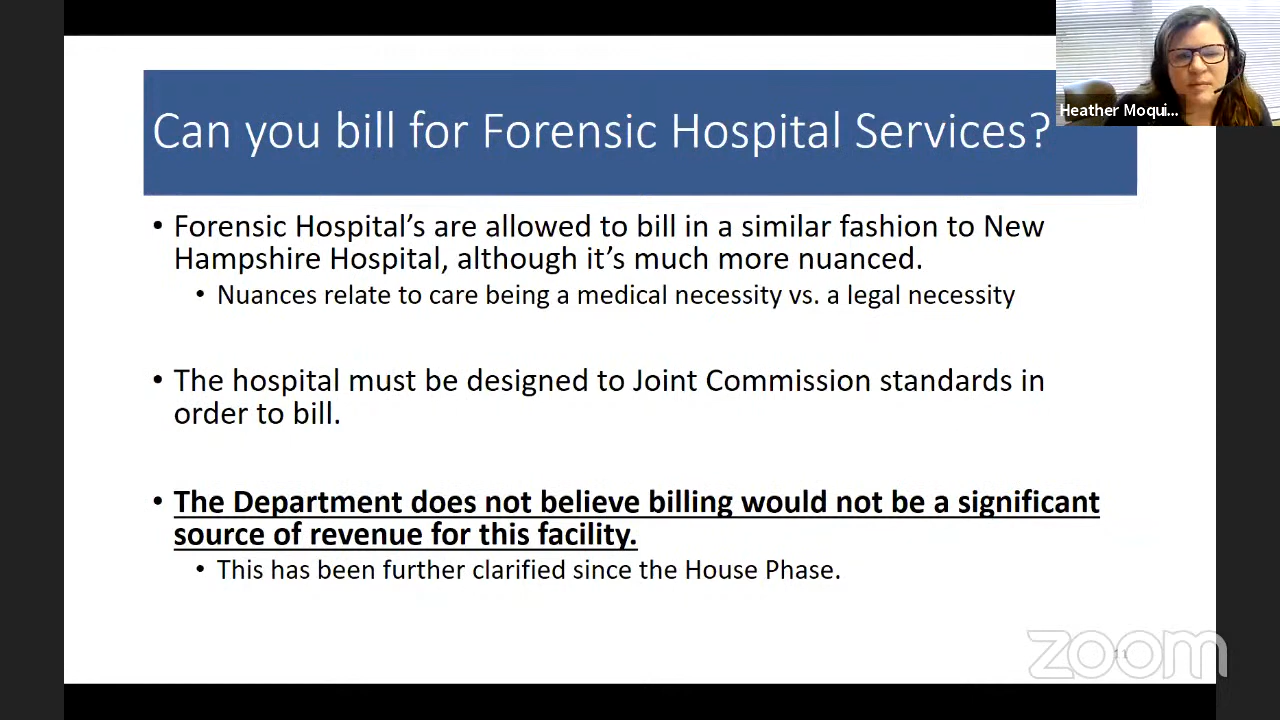 Can you bill for Forensic Hospital Services?
Heather Moqui...
• Forensic Hospital's are allowed to bill in a similar fashion to New
Hampshire Hospital, although it's much more nuanced.
• Nuances relate to care being a medical necessity vs. a legal necessity
• The hospital must be designed to Joint Commission standards in
order to bill.
• The Department does not believe billing would not be a significant
source of revenue for this facility.
• This has been further clarified since the House Phase.
zoom
11